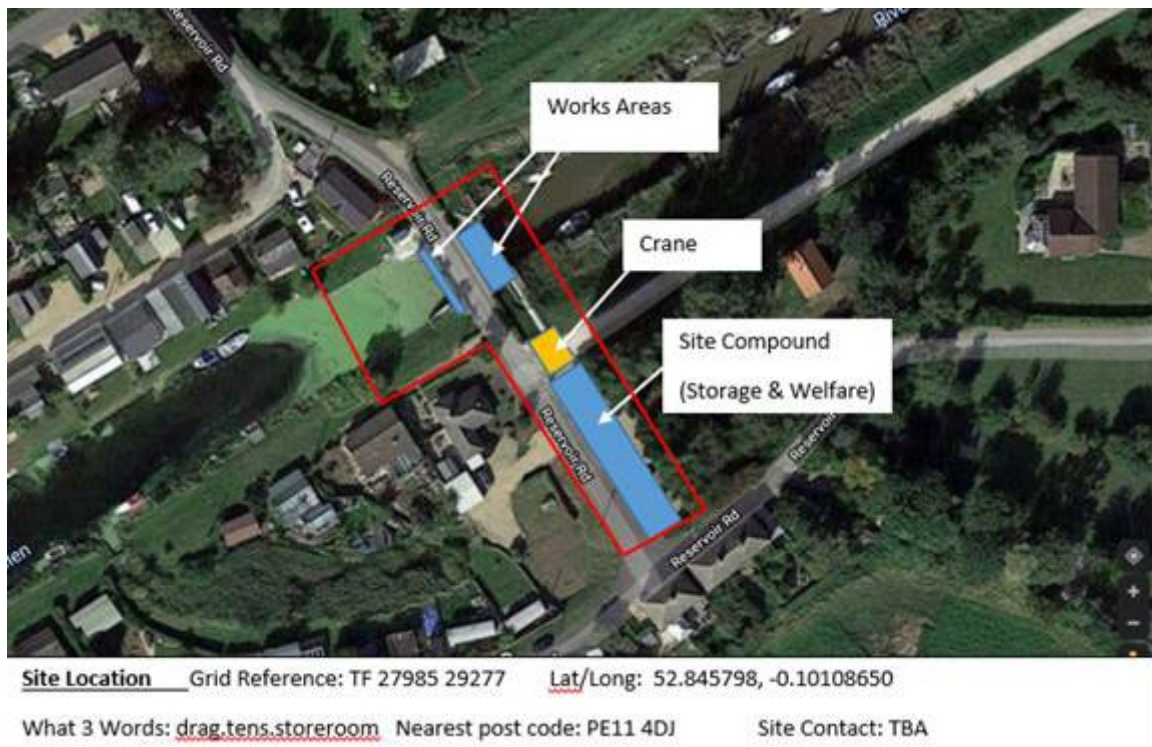 Reservoir Rd
Rive
Works Areas
Reservoir Rd
Crane
Site Compound
(Storage & Welfare)
Reservoir Rd
Reservoir
Reservoir Rd
en
Site Location Grid Reference: TF 27985 29277 Lat/Long: 52.845798, -0.10108650
What 3 Words: drag.tens.storeroom Nearest post code: PE11 4DJ Site Contact: TBA